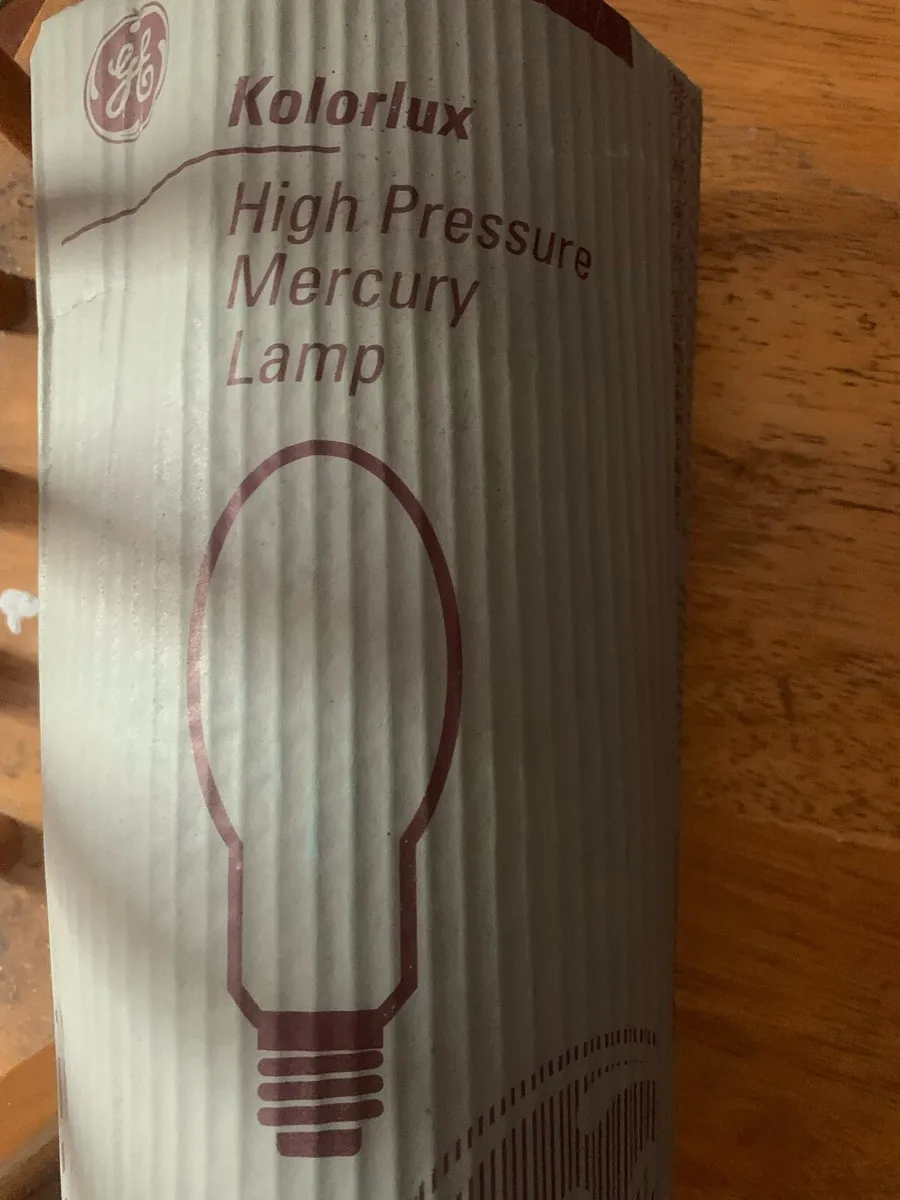 GE
Kolorlux
High Pressure
Mercury
Lamp